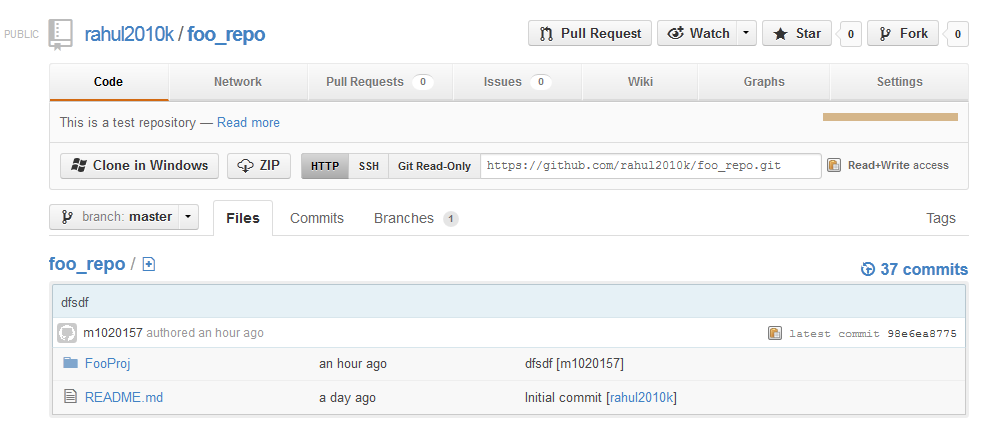 PUBLIC rahul2010k / foo_repo Pull Request Watch Star 0 Fork 0
Code Network Pull Requests 0 Issues 0 Wiki Graphs Settings
This is a test repository — Read more
Clone in Windows ZIP HTTP SSH Git Read-Only https://github.com/rahul2010k/foo_repo.git Read+Write access
branch: master Files Commits Branches 1 Tags
foo_repo / 37 commits
dfsdf
m1020157 authored an hour ago latest commit 98e6ea8775
FooProj an hour ago dfsdf [m1020157]
README.md a day ago Initial commit [rahul2010k]